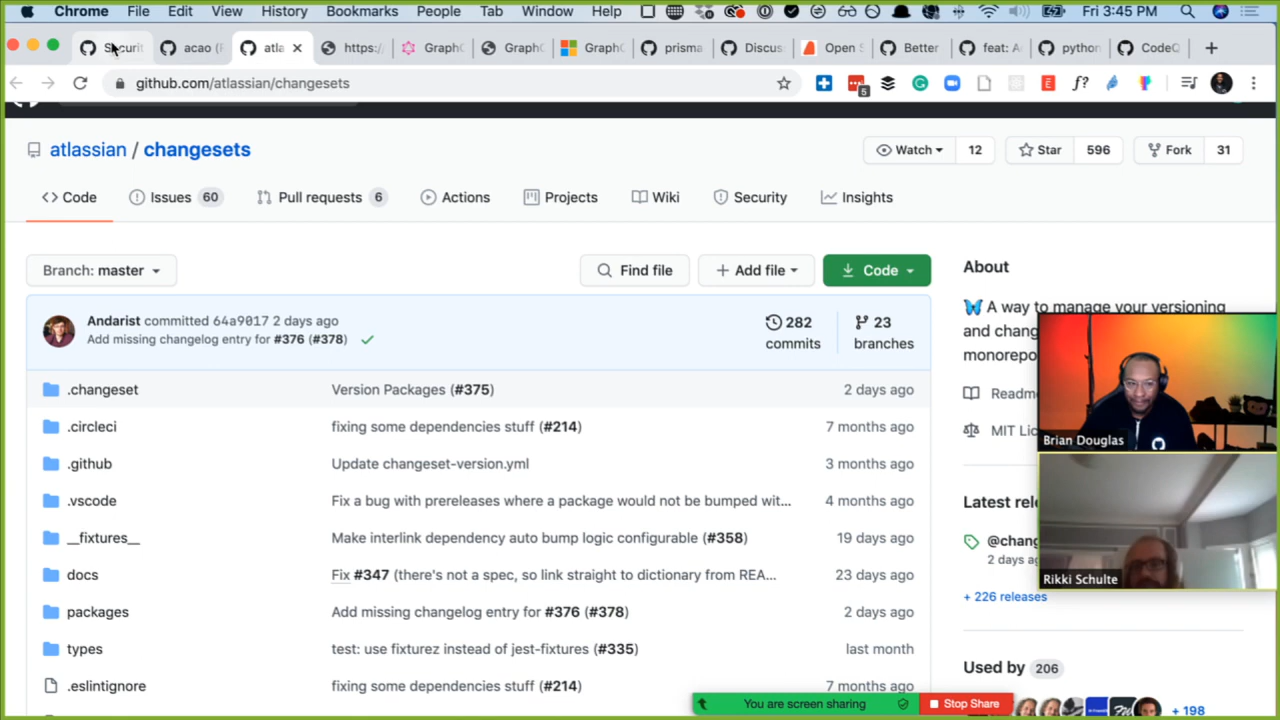 Chrome File Edit View History Bookmarks People Tab Window Help Fri 3:45 PM
Securit acao (F atla https:/ GraphC GraphC GraphC prisma Discus Open S Better feat: A python CodeQ
github.com/atlassian/changesets
5
atlassian / changesets
Watch 12 Star 596 Fork 31
Code Issues 60 Pull requests 6 Actions Projects Wiki Security Insights
Branch: master Find file Add file Code
About
A way to manage your versioning
and chang
monorepo
Andarist committed 64a9017 2 days ago
Add missing changelog entry for #376 (#378)
282 commits
23 branches
.changeset Version Packages (#375) 2 days ago
Readm
.circleci fixing some dependencies stuff (#214) 7 months ago
MIT Lic
Brian Douglas
.github Update changeset-version.yml 3 months ago
.vscode Fix a bug with prereleases where a package would not be bumped wit... 4 months ago
Latest rele
__fixtures__ Make interlink dependency auto bump logic configurable (#358) 19 days ago
@chang
2 days ag
docs Fix #347 (there's not a spec, so link straight to dictionary from REA... 23 days ago
Rikki Schulte
+ 226 releases
packages Add missing changelog entry for #376 (#378) 2 days ago
types test: use fixturez instead of jest-fixtures (#335) last month
Used by 206
.eslintignore fixing some dependencies stuff (#214) 7 months ago
You are screen sharing Stop Share
+ 198